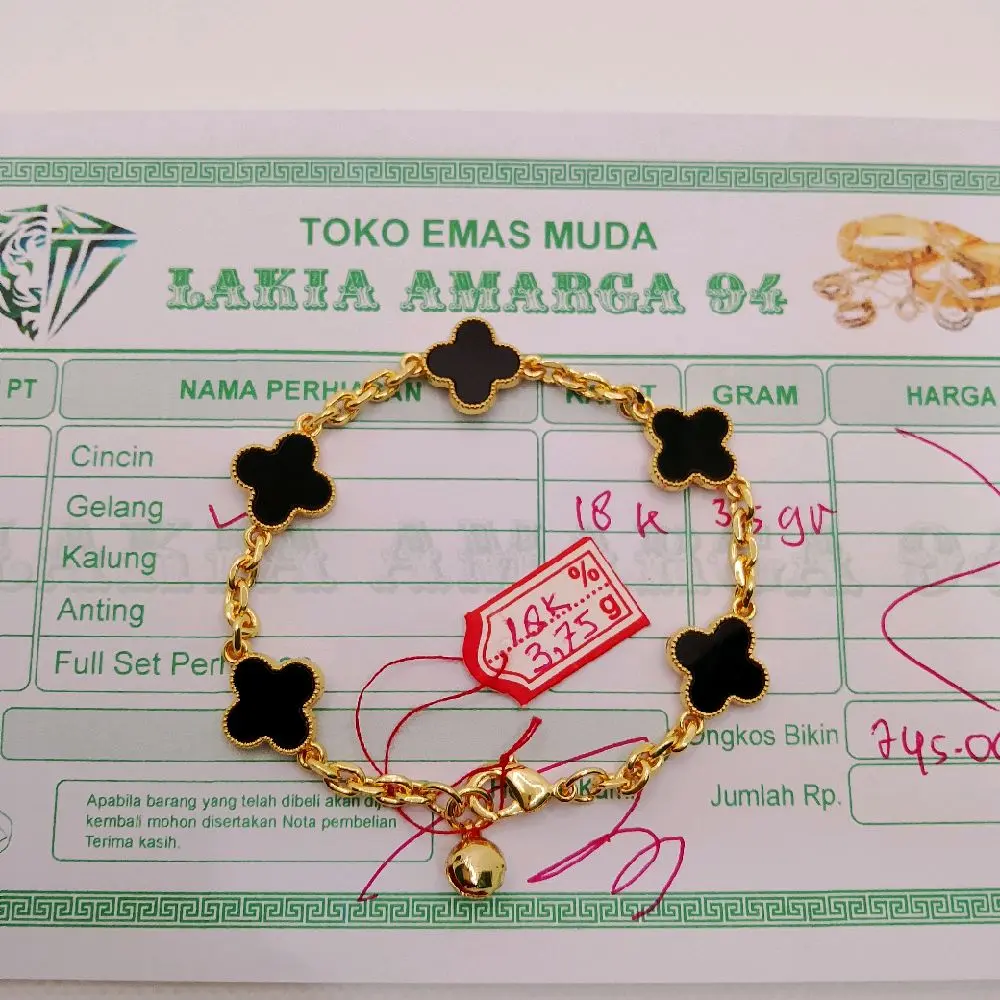 TOKO EMAS MUDA
LAKIA AMARGA 94
PT NAMA PERHIASAN GRAM HARGA
Cincin
Gelang 18 k gr
Kalung
Anting
Full Set
% 
18K
3,75 g
Ongkos Bikin 745.00
Jumlah Rp.
Apabila barang yang telah dibeli akan
kembali mohon disertakan Nota pembelian
Terima kasih.